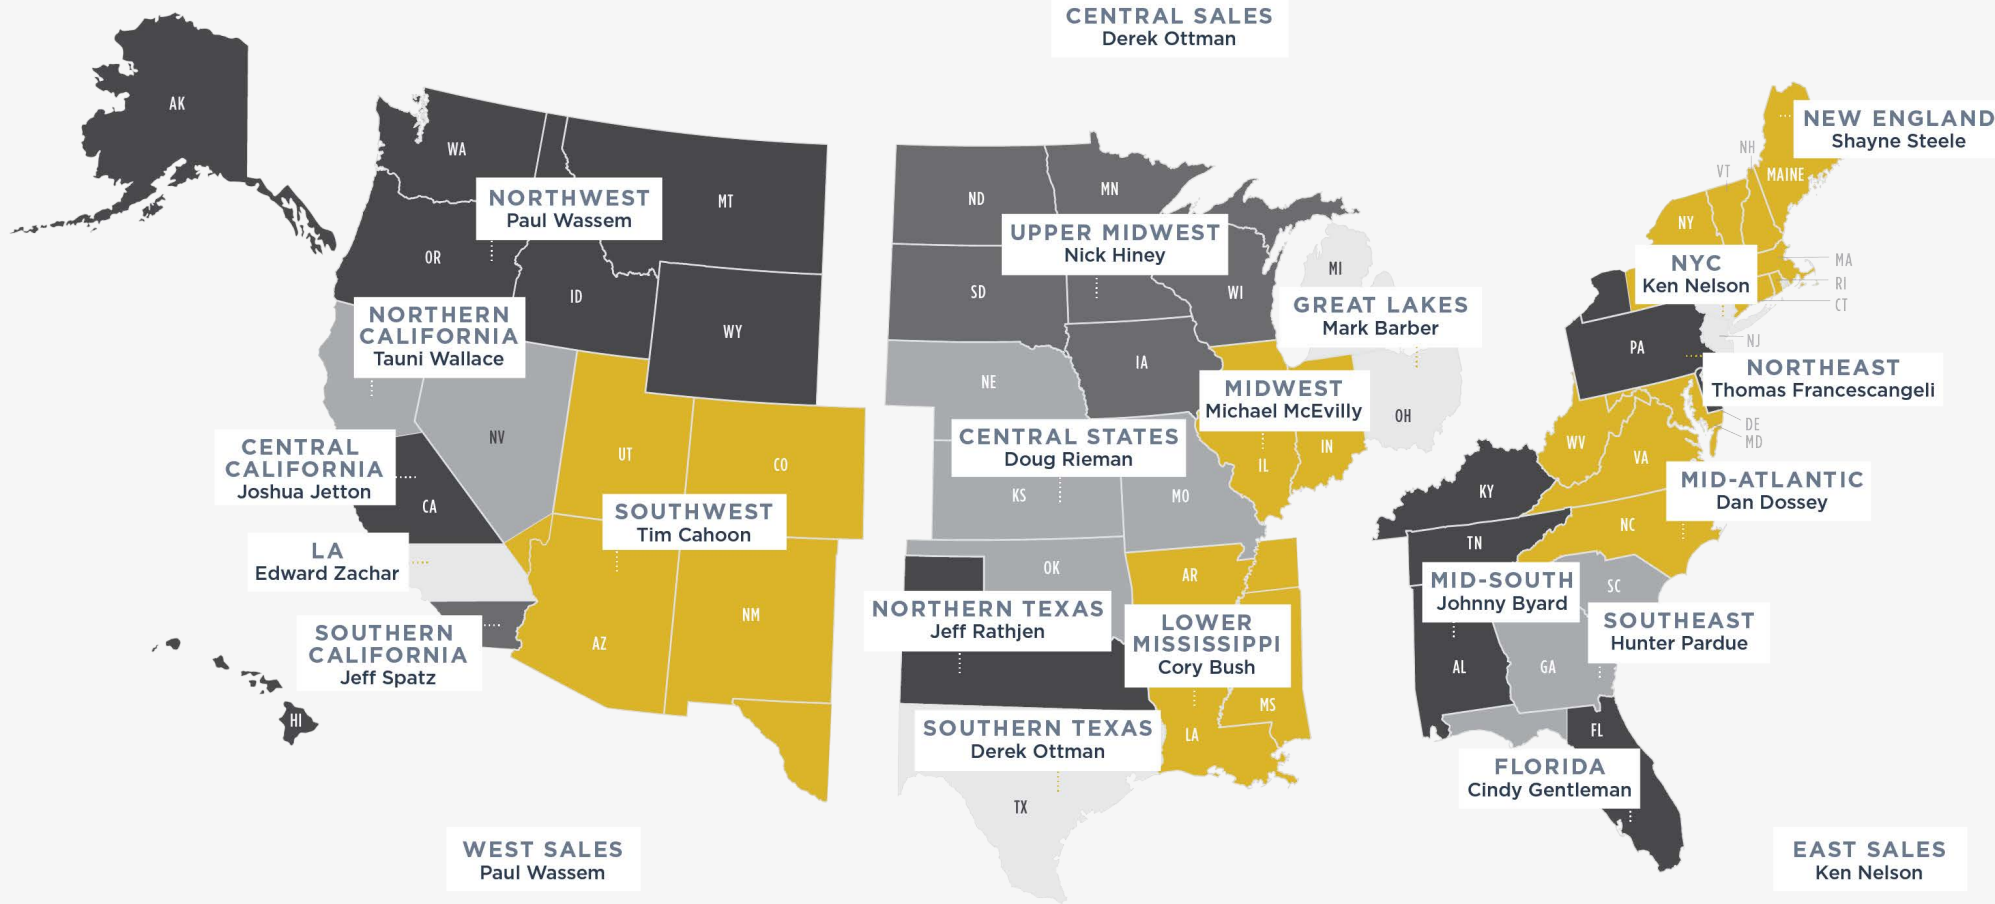 CENTRAL SALES
Derek Ottman
AK
WA
MT
OR
ID
WY
NORTHWEST
Paul Wassem
NORTHERN
CALIFORNIA
Tauni Wallace
NV
UT
CO
CENTRAL
CALIFORNIA
Joshua Jetton
CA
SOUTHWEST
Tim Cahoon
LA
Edward Zachar
AZ
NM
SOUTHERN
CALIFORNIA
Jeff Spatz
HI
WEST SALES
Paul Wassem
ND
MN
UPPER MIDWEST
Nick Hiney
SD
WI
MI
GREAT LAKES
Mark Barber
IA
NE
MIDWEST
Michael McEvilly
OH
CENTRAL STATES
Doug Rieman
IN
IL
KS
MO
OK
AR
NORTHERN TEXAS
Jeff Rathjen
LOWER
MISSISSIPPI
Cory Bush
MS
LA
SOUTHERN TEXAS
Derek Ottman
TX
NEW ENGLAND
Shayne Steele
NH
VT
MAINE
NY
NYC
Ken Nelson
MA
RI
CT
NJ
PA
NORTHEAST
Thomas Francescangeli
DE
MD
WV
VA
MID-ATLANTIC
Dan Dossey
KY
NC
TN
MID-SOUTH
Johnny Byard
SC
SOUTHEAST
Hunter Pardue
AL
GA
FL
FLORIDA
Cindy Gentleman
EAST SALES
Ken Nelson